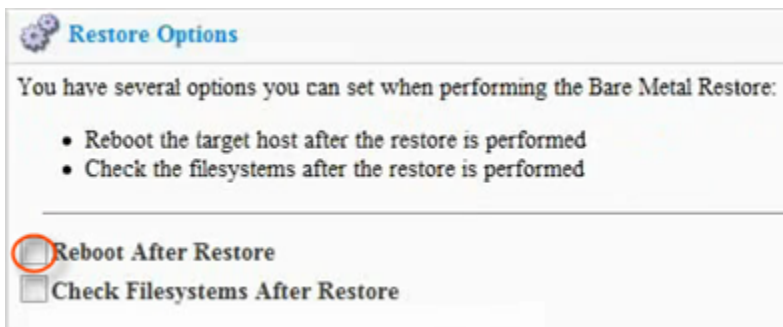 Restore Options
You have several options you can set when performing the Bare Metal Restore:
• Reboot the target host after the restore is performed
• Check the filesystems after the restore is performed
Reboot After Restore
Check Filesystems After Restore